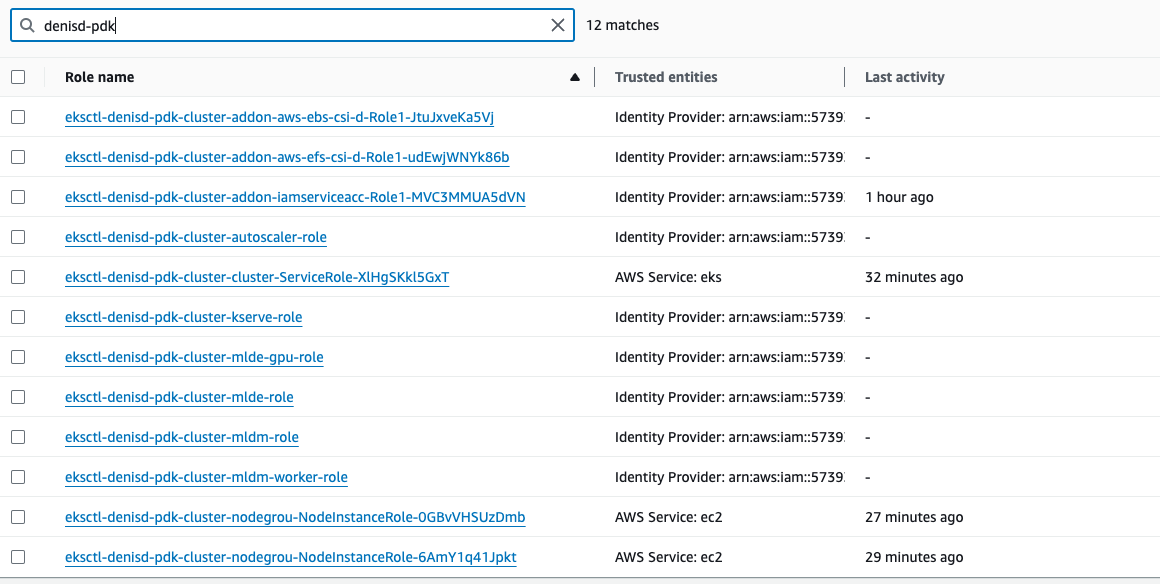 denisd-pdk 12 matches
Role name Trusted entities Last activity
eksctl-denisd-pdk-cluster-addon-aws-ebs-csi-d-Role1-JtuJxveKa5Vj Identity Provider: arn:aws:iam::5739 -
eksctl-denisd-pdk-cluster-addon-aws-efs-csi-d-Role1-udEwjWNYk86b Identity Provider: arn:aws:iam::5739 -
eksctl-denisd-pdk-cluster-addon-iamserviceacc-Role1-MVC3MMUA5dVN Identity Provider: arn:aws:iam::5739 1 hour ago
eksctl-denisd-pdk-cluster-autoscaler-role Identity Provider: arn:aws:iam::5739 -
eksctl-denisd-pdk-cluster-cluster-ServiceRole-XlHgSKkl5GxT AWS Service: eks 32 minutes ago
eksctl-denisd-pdk-cluster-kserve-role Identity Provider: arn:aws:iam::5739 -
eksctl-denisd-pdk-cluster-mlde-gpu-role Identity Provider: arn:aws:iam::5739 -
eksctl-denisd-pdk-cluster-mlde-role Identity Provider: arn:aws:iam::5739 -
eksctl-denisd-pdk-cluster-mldm-role Identity Provider: arn:aws:iam::5739 -
eksctl-denisd-pdk-cluster-mldm-worker-role Identity Provider: arn:aws:iam::5739 -
eksctl-denisd-pdk-cluster-nodegrou-NodeInstanceRole-0GBvVHSUzDmb AWS Service: ec2 27 minutes ago
eksctl-denisd-pdk-cluster-nodegrou-NodeInstanceRole-6AmY1q41Jpkt AWS Service: ec2 29 minutes ago